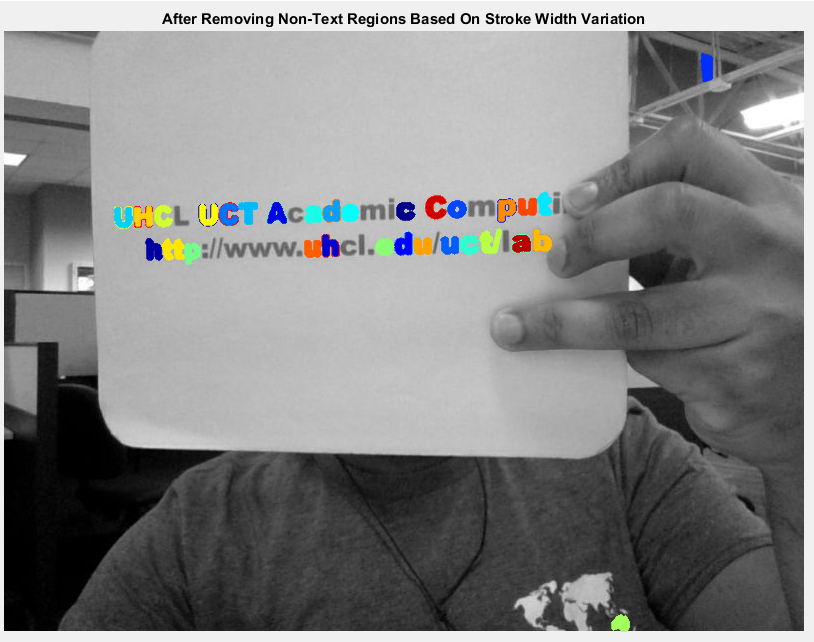 After Removing Non-Text Regions Based On Stroke Width Variation
UHCL UCT Academic Computi
http://www.uhcl.edu/uct/lab